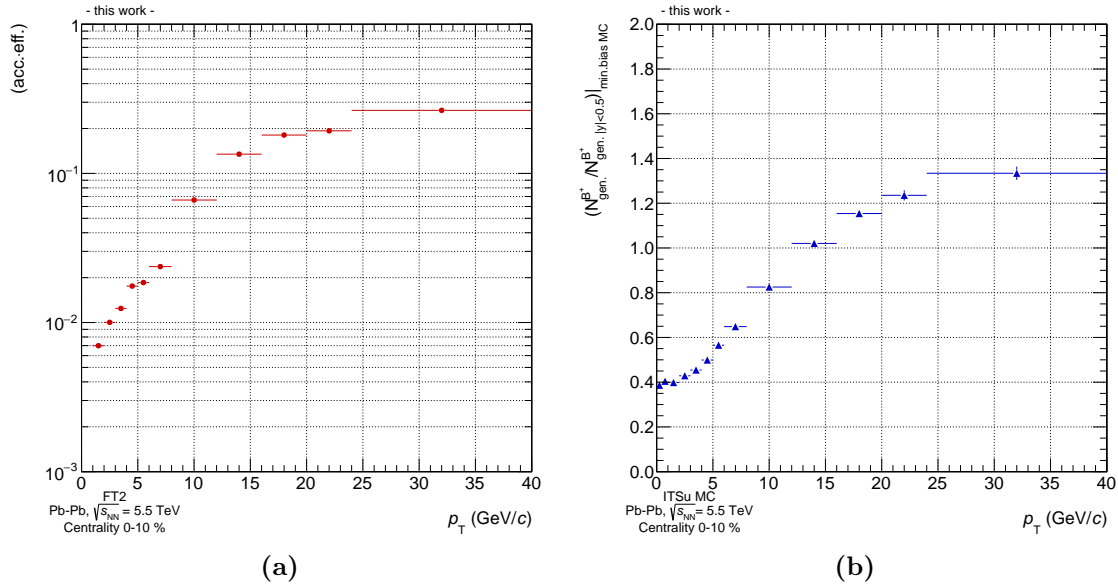 - this work -
(acc.·eff.)
1
10⁻¹
10⁻²
10⁻³
0 5 10 15 20 25 30 35 40
p_T (GeV/c)
FT2
Pb-Pb, √s_NN = 5.5 TeV
Centrality 0-10 %
(a)
- this work -
(N^{B⁺}_{gen.}/N^{B⁺}_{gen. |y|<0.5})|_{min.bias MC}
2.0
1.8
1.6
1.4
1.2
1.0
0.8
0.6
0.4
0.2
0.0
0 5 10 15 20 25 30 35 40
p_T (GeV/c)
ITSu MC
Pb-Pb, √s_NN = 5.5 TeV
Centrality 0-10 %
(b)